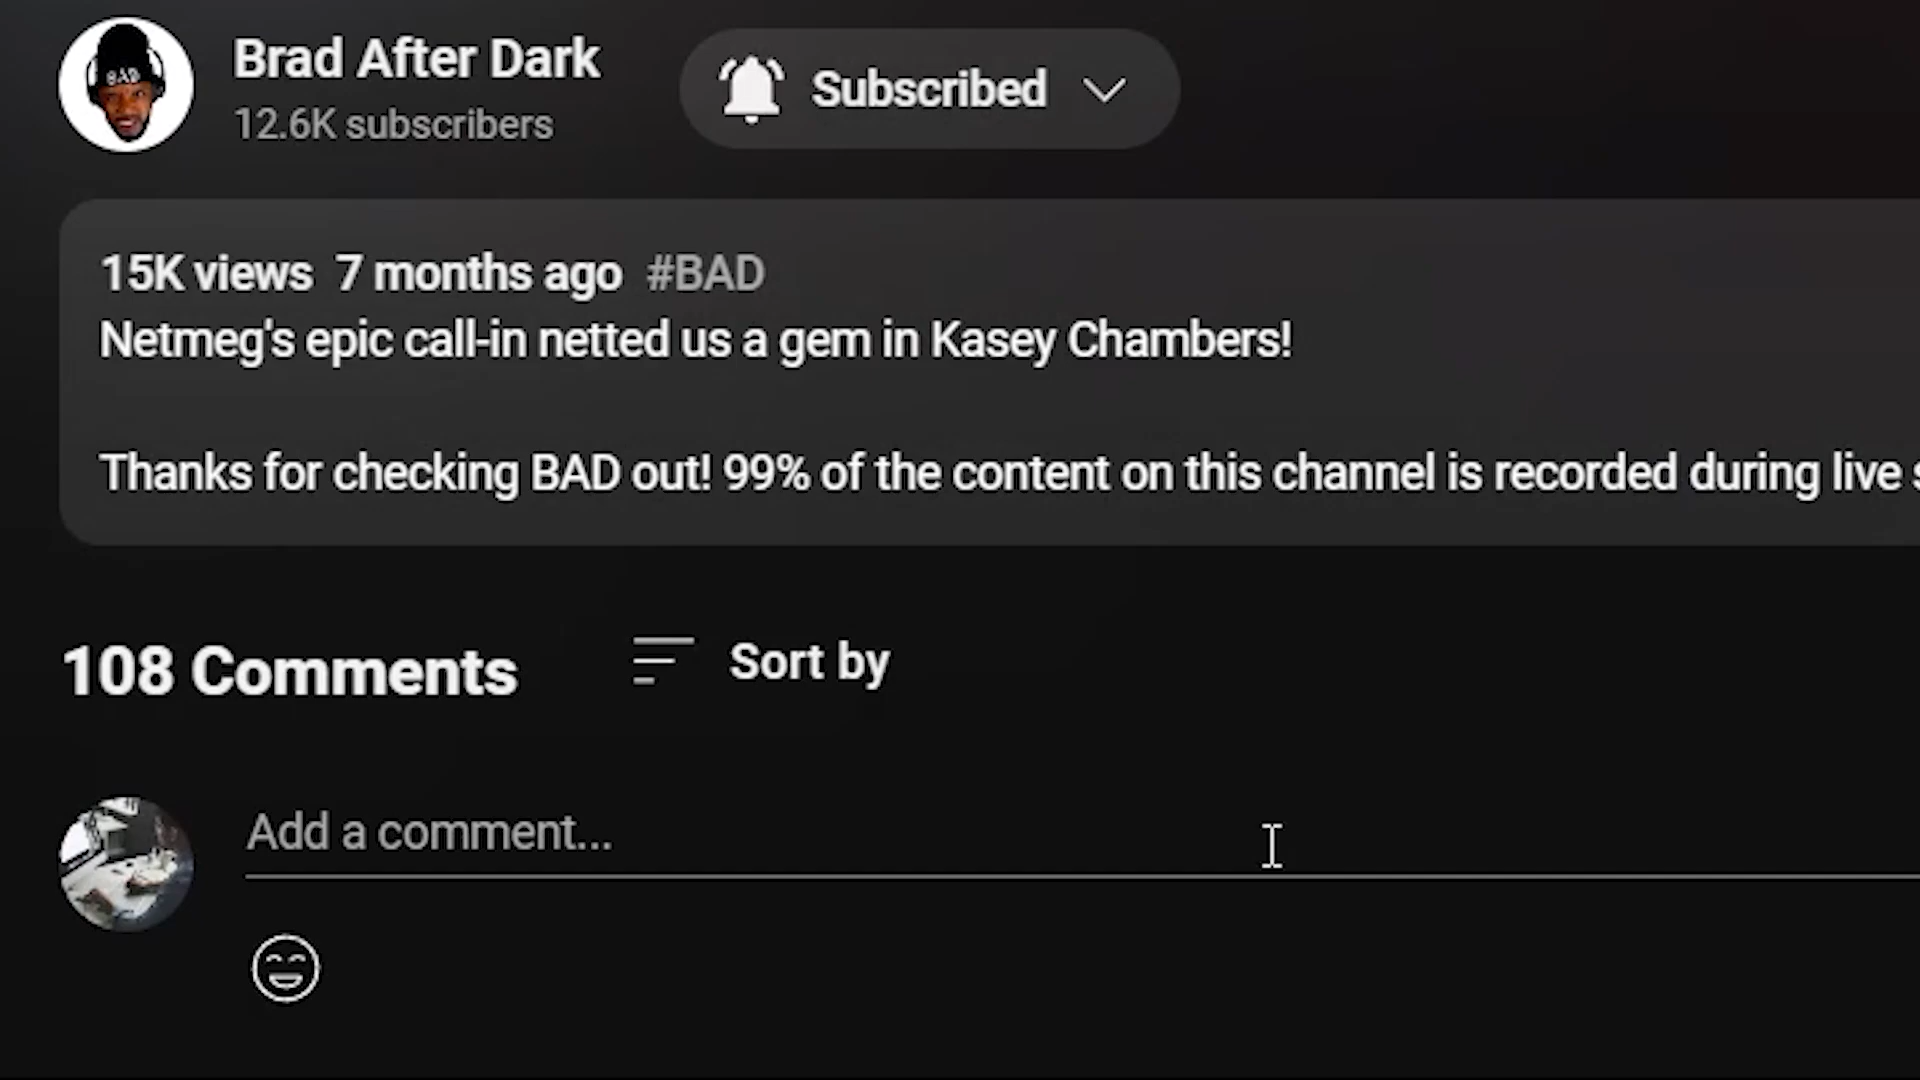 BAD
Brad After Dark
12.6K subscribers
Subscribed
15K views 7 months ago #BAD
Netmeg's epic call-in netted us a gem in Kasey Chambers!
Thanks for checking BAD out! 99% of the content on this channel is recorded during live
108 Comments
Sort by
Add a comment...